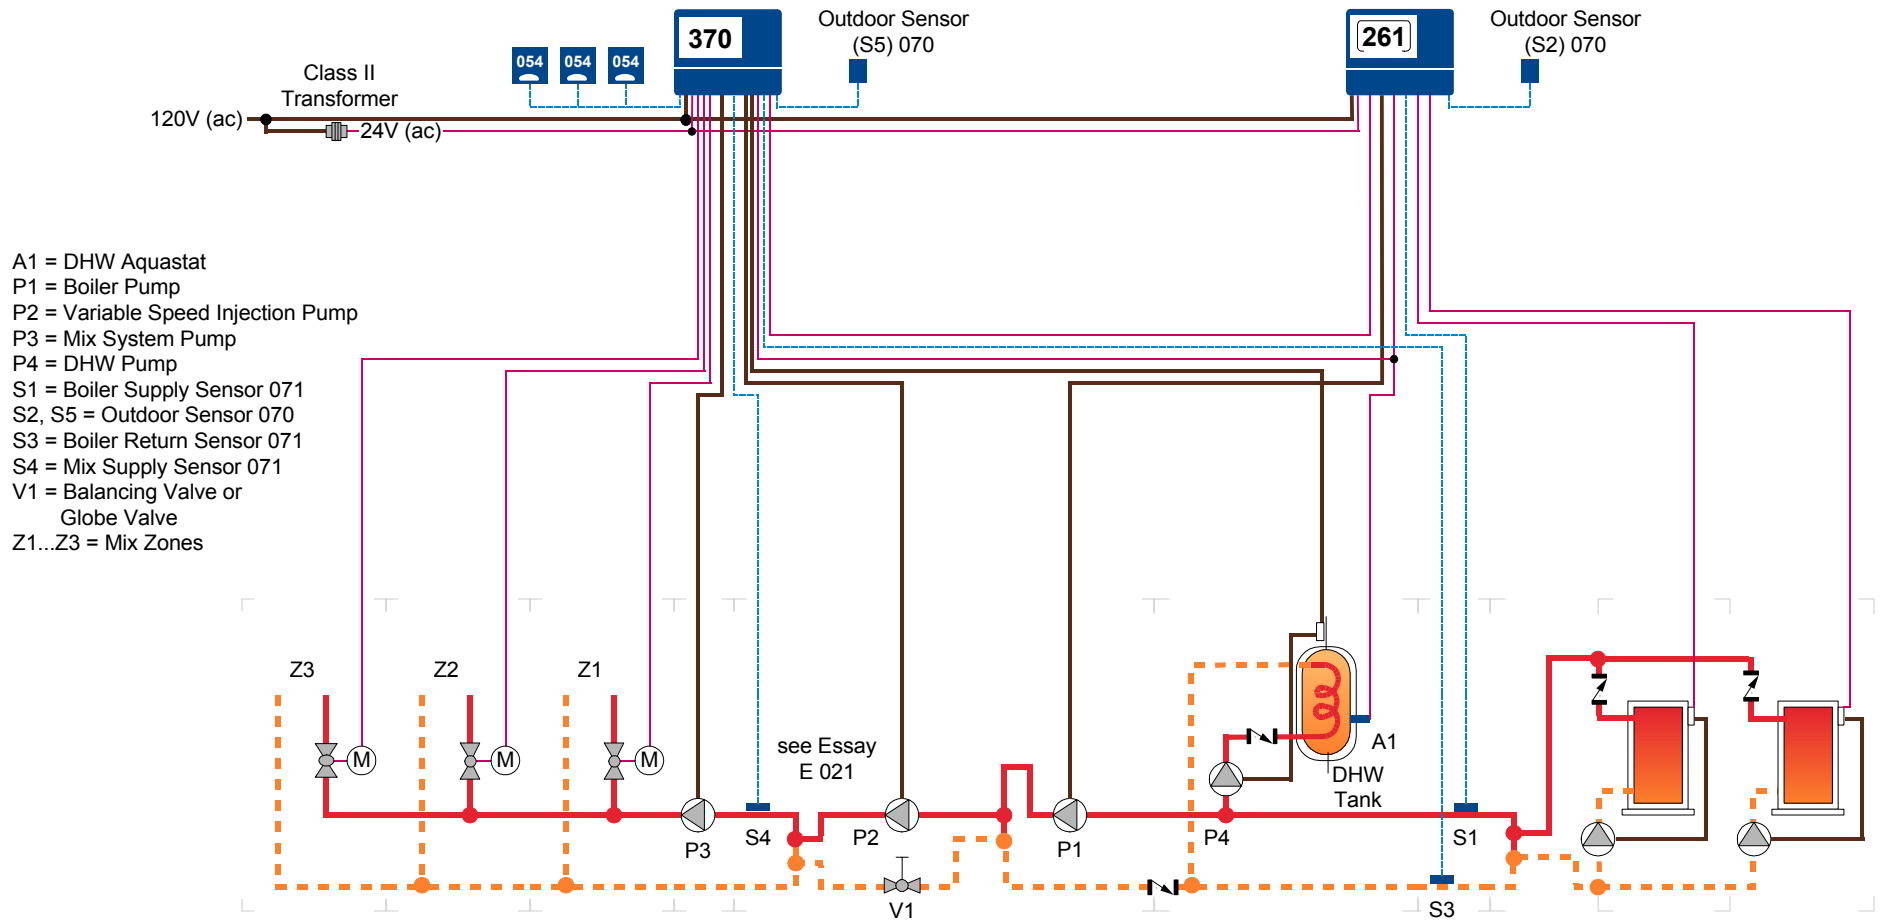 370
Outdoor Sensor
(S5) 070
261
Outdoor Sensor
(S2) 070
054
054
054
Class II
Transformer
120V (ac)
24V (ac)
A1 = DHW Aquastat
P1 = Boiler Pump
P2 = Variable Speed Injection Pump
P3 = Mix System Pump
P4 = DHW Pump
S1 = Boiler Supply Sensor 071
S2, S5 = Outdoor Sensor 070
S3 = Boiler Return Sensor 071
S4 = Mix Supply Sensor 071
V1 = Balancing Valve or
Globe Valve
Z1...Z3 = Mix Zones
Z3
Z2
Z1
M
M
M
see Essay
E 021
A1
DHW
Tank
P3
S4
P2
P1
P4
S1
V1
S3